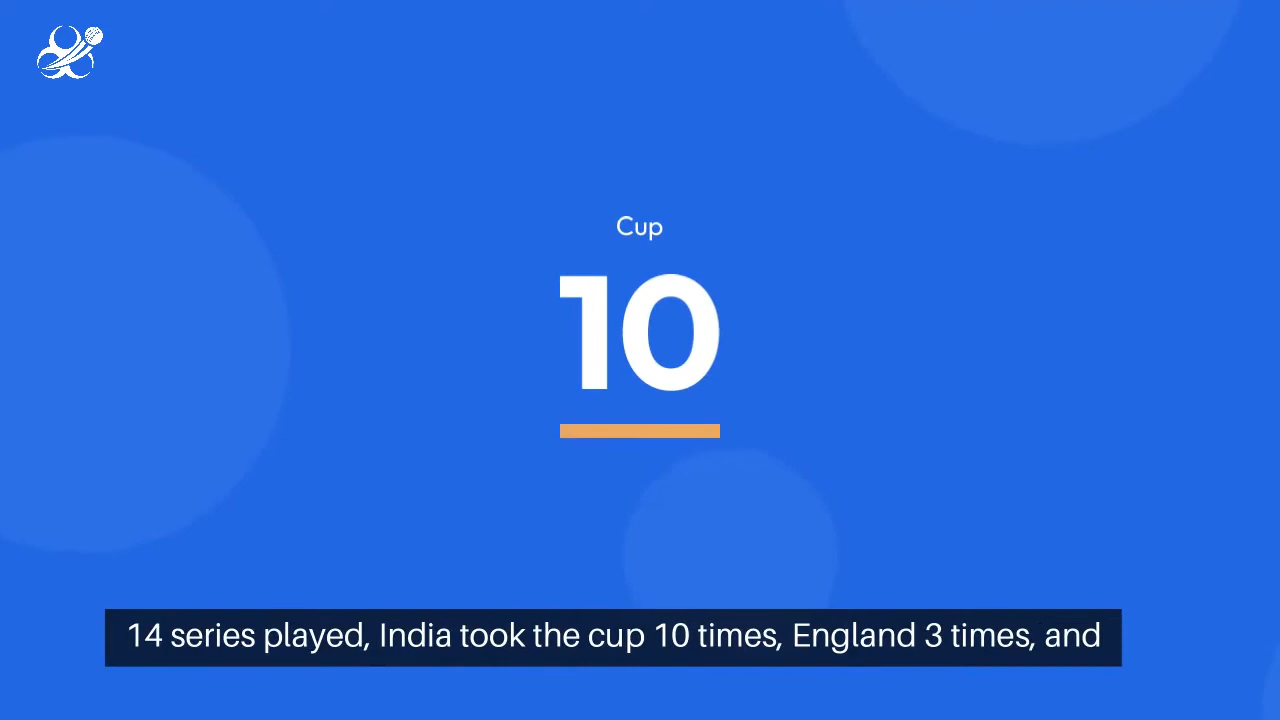 Cup
10
14 series played, India took the cup 10 times, England 3 times, and